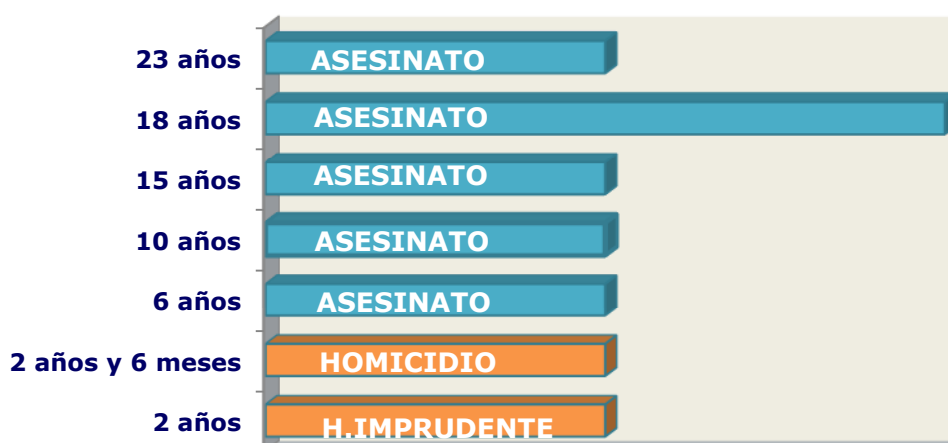 23 años ASESINATO
18 años ASESINATO
15 años ASESINATO
10 años ASESINATO
6 años ASESINATO
2 años y 6 meses HOMICIDIO
2 años H.IMPRUDENTE